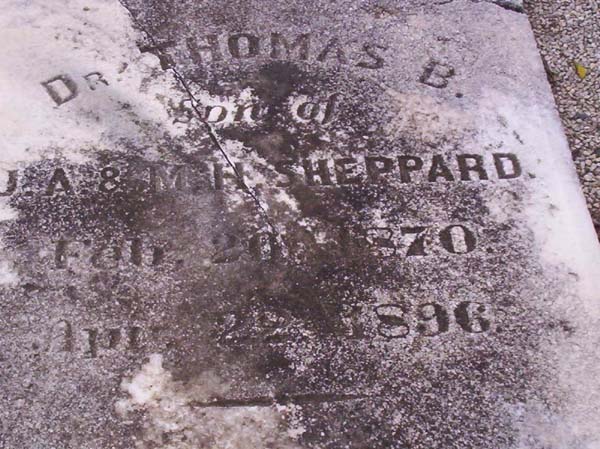 Dr. THOMAS B.
Son of
J. A. & M. H. SHEPPARD.
Feb. 20, 1870
Apr. 22, 1896.